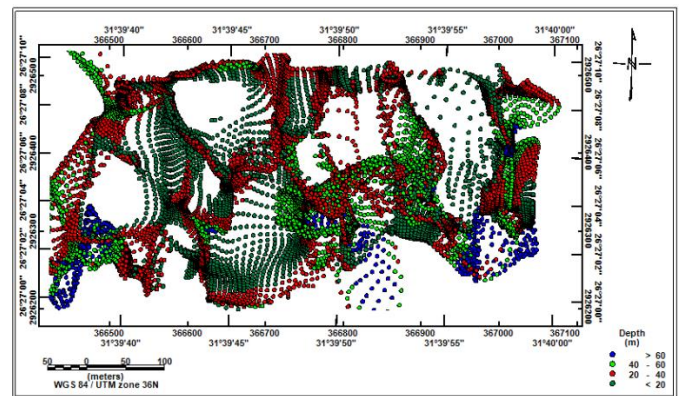 31°39'40" 31°39'45" 31°39'50" 31°39'55" 31°40'00"
366500 366600 366700 366800 366900 367000 367100
N
26°27'10" 26°27'08" 26°27'06" 26°27'04" 26°27'02" 26°27'00"
2926500 2926400 2926300 2926200
2926500 2926400 2926300 2926200
26°27'10" 26°27'08" 26°27'06" 26°27'04" 26°27'02" 26°27'00"
366500 366600 366700 366800 366900 367000 367100
31°39'40" 31°39'45" 31°39'50" 31°39'55" 31°40'00"
50 0 50 100
(meters)
WGS 84 / UTM zone 36N
Depth
(m)
> 60
40 - 60
20 - 40
< 20